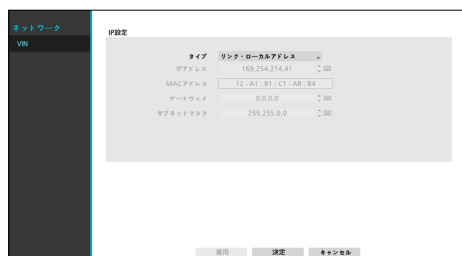 ネットワーク
VIN
IP設定
タイプ リンク・ローカルアドレス
IPアドレス 169.254.214.41
MACアドレス 12 : A1 : B1 : C1 : AB : B4
ゲートウェイ 0.0.0.0
サブネットマスク 255.255.0.0
適用 決定 キャンセル